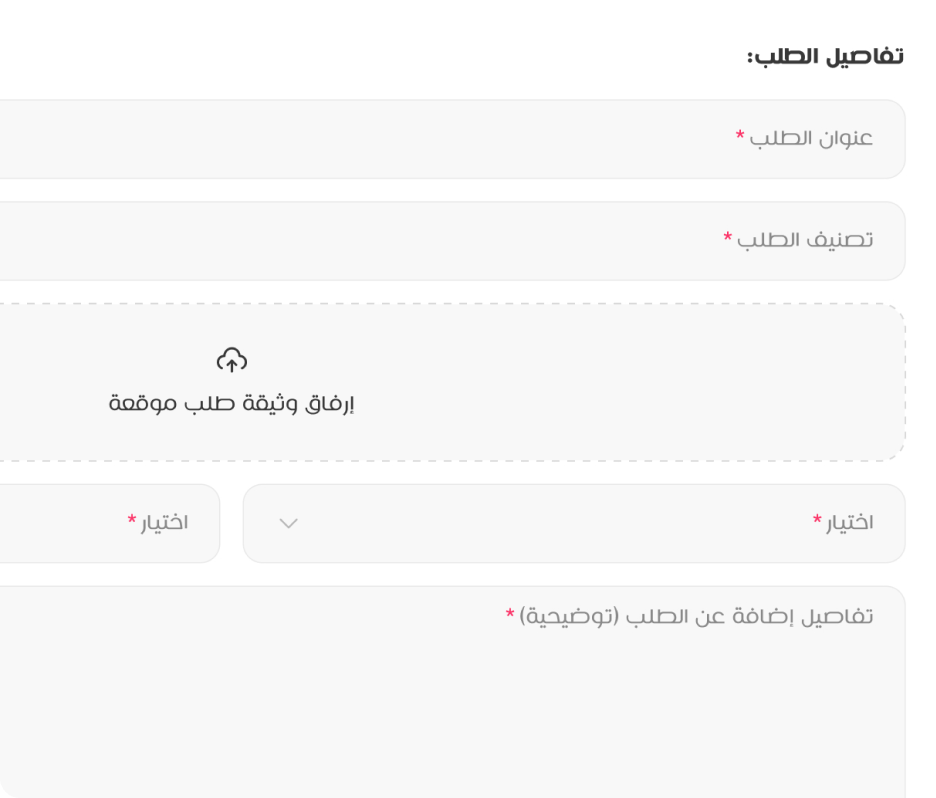 تفاصيل الطلب:
عنوان الطلب *
تصنيف الطلب *
إرفاق وثيقة طلب موقعة
اختيار *
اختيار *
تفاصيل إضافة عن الطلب (توضيحية) *